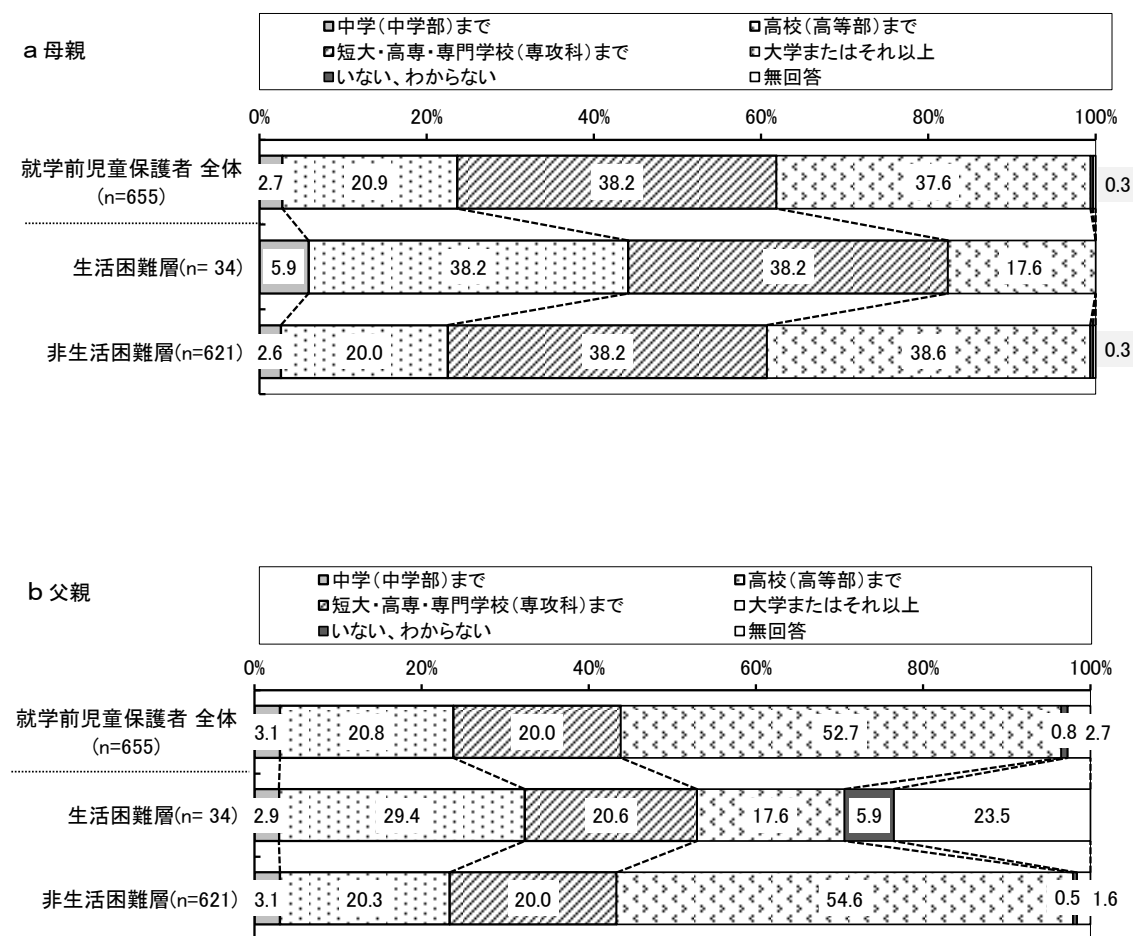 a 母親
中学(中学部)まで 高校(高等部)まで
短大・高専・専門学校(専攻科)まで 大学またはそれ以上
いない、わからない 無回答
0% 20% 40% 60% 80% 100%
就学前児童保護者 全体
(n=655)
2.7 20.9 38.2 37.6 0.3
生活困難層(n= 34) 5.9 38.2 38.2 17.6
非生活困難層(n=621) 2.6 20.0 38.2 38.6 0.3
b 父親
中学(中学部)まで 高校(高等部)まで
短大・高専・専門学校(専攻科)まで 大学またはそれ以上
いない、わからない 無回答
0% 20% 40% 60% 80% 100%
就学前児童保護者 全体
(n=655)
3.1 20.8 20.0 52.7 0.8 2.7
生活困難層(n= 34) 2.9 29.4 20.6 17.6 5.9 23.5
非生活困難層(n=621) 3.1 20.3 20.0 54.6 0.5 1.6